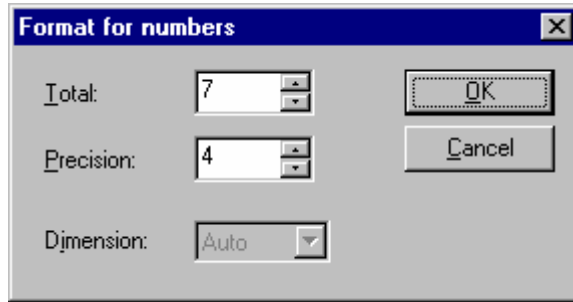 Format for numbers
Total: 7
OK
Precision: 4
Cancel
Dimension: Auto